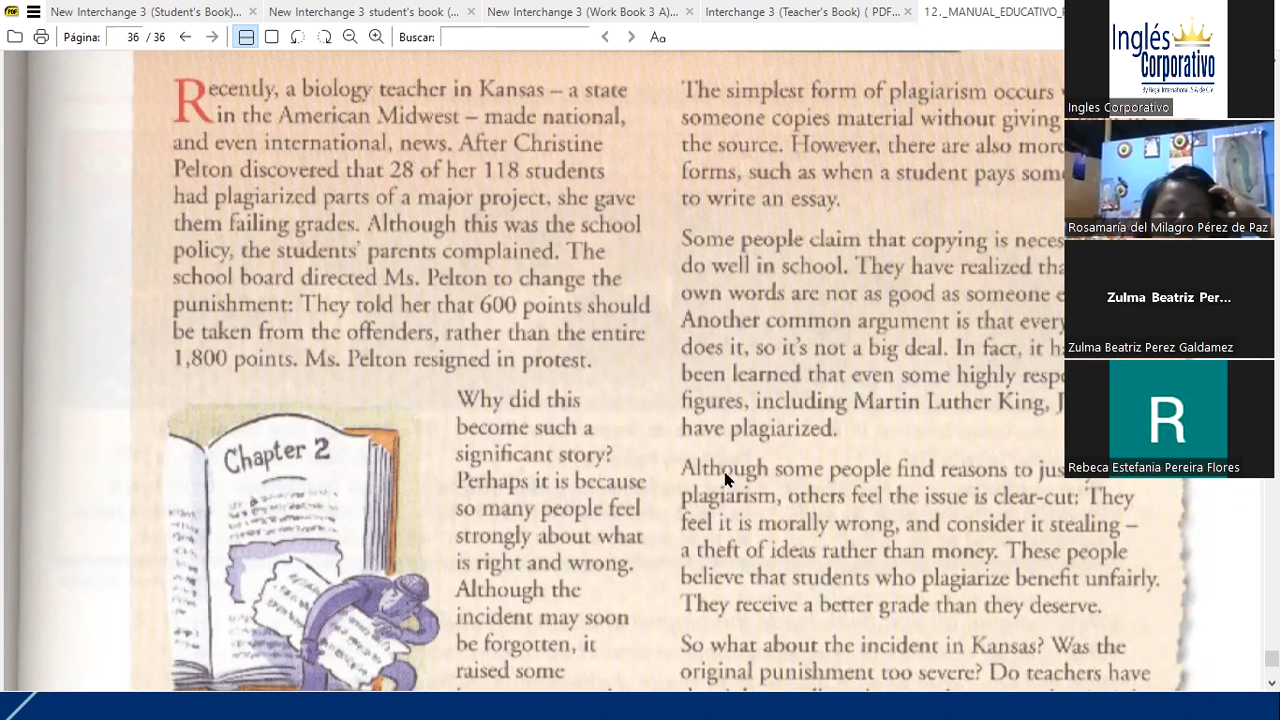 New Interchange 3 (Student's Book)...
New Interchange 3 student's book (...
New Interchange 3 (Work Book 3 A)...
Interchange 3 (Teacher's Book) ( PDF...
12._MANUAL_EDUCATIVO_
Página: 36 / 36
Buscar:
Aα
Recently, a biology teacher in Kansas – a state
in the American Midwest – made national,
and even international, news. After Christine
Pelton discovered that 28 of her 118 students
had plagiarized parts of a major project, she gave
them failing grades. Although this was the school
policy, the students' parents complained. The
school board directed Ms. Pelton to change the
punishment: They told her that 600 points should
be taken from the offenders, rather than the entire
1,800 points. Ms. Pelton resigned in protest.
Chapter 2
Why did this
become such a
significant story?
Perhaps it is because
so many people feel
strongly about what
is right and wrong.
Although the
incident may soon
be forgotten, it
raised some
The simplest form of plagiarism occurs
someone copies material without giving
the source. However, there are also more
forms, such as when a student pays
to write an essay.
Some people claim that copying is
do well in school. They have realized
own words are not as good as someone
Another common argument is that
does it, so it's not a big deal. In fact, it
been learned that even some highly
figures, including Martin Luther King,
have plagiarized.
Although some people find reasons to
plagiarism, others feel the issue is clear-cut: They
feel it is morally wrong, and consider it stealing –
a theft of ideas rather than money. These people
believe that students who plagiarize benefit unfairly.
They receive a better grade than they deserve.
So what about the incident in Kansas? Was the
original punishment too severe? Do teachers have
Inglés
Corporativo
By Regal International, S.A. de C.V.
Ingles Corporativo
Rosamaría del Milagro Pérez de Paz
Zulma Beatriz Per...
Zulma Beatriz Perez Galdamez
R
Rebeca Estefania Pereira Flores